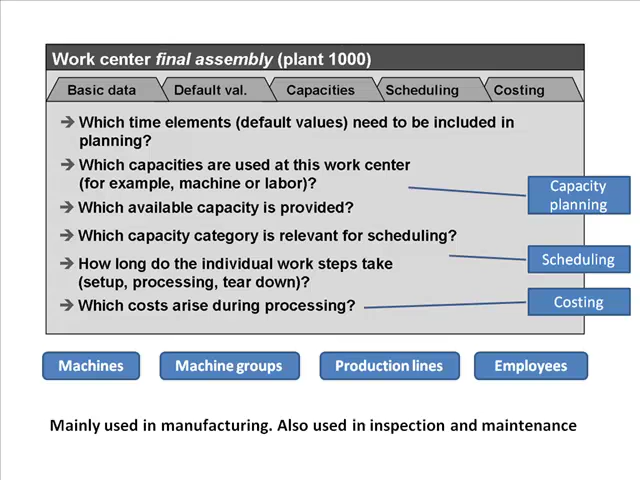 Work center final assembly (plant 1000)
Basic data Default val. Capacities Scheduling Costing
➔ Which time elements (default values) need to be included in
planning?
➔ Which capacities are used at this work center
(for example, machine or labor)?
➔ Which available capacity is provided?
➔ Which capacity category is relevant for scheduling?
➔ How long do the individual work steps take
(setup, processing, tear down)?
➔ Which costs arise during processing?
Capacity
planning
Scheduling
Costing
Machines Machine groups Production lines Employees
Mainly used in manufacturing. Also used in inspection and maintenance